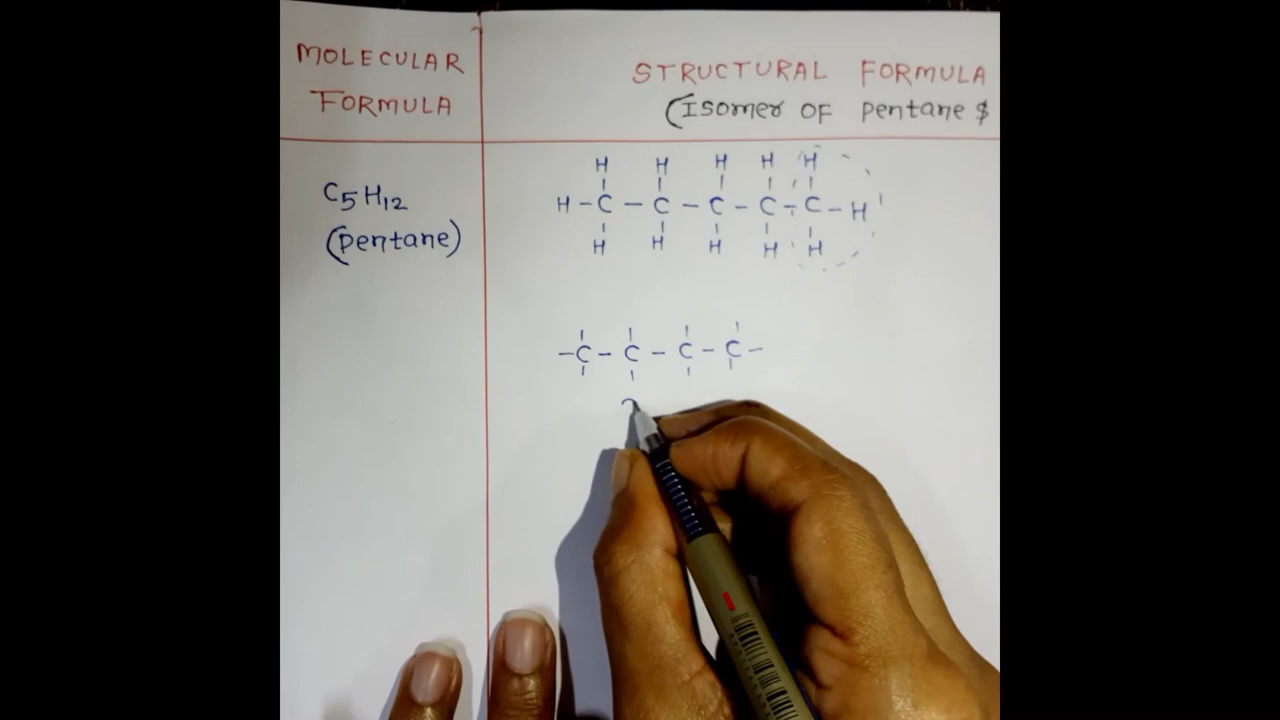 MOLECULAR
FORMULA
STRUCTURAL FORMULA
(Isomer OF Pentane $
C5H12
(Pentane)
H H H H H
H-C-C-C-C-C-H
H H H H H
-C-C-C-C-